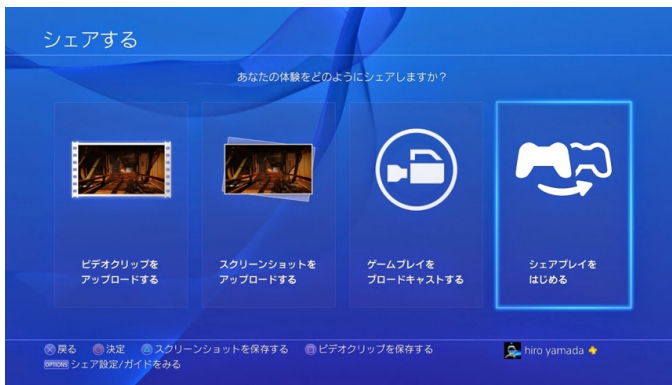 シェアする
あなたの体験をどのようにシェアしますか？
ビデオクリップを
アップロードする
スクリーンショットを
アップロードする
ゲームプレイを
ブロードキャストする
シェアプレイを
はじめる
戻る 決定 スクリーンショットを保存する ビデオクリップを保存する
OPTIONS シェア設定/ガイドをみる
hiro yamada